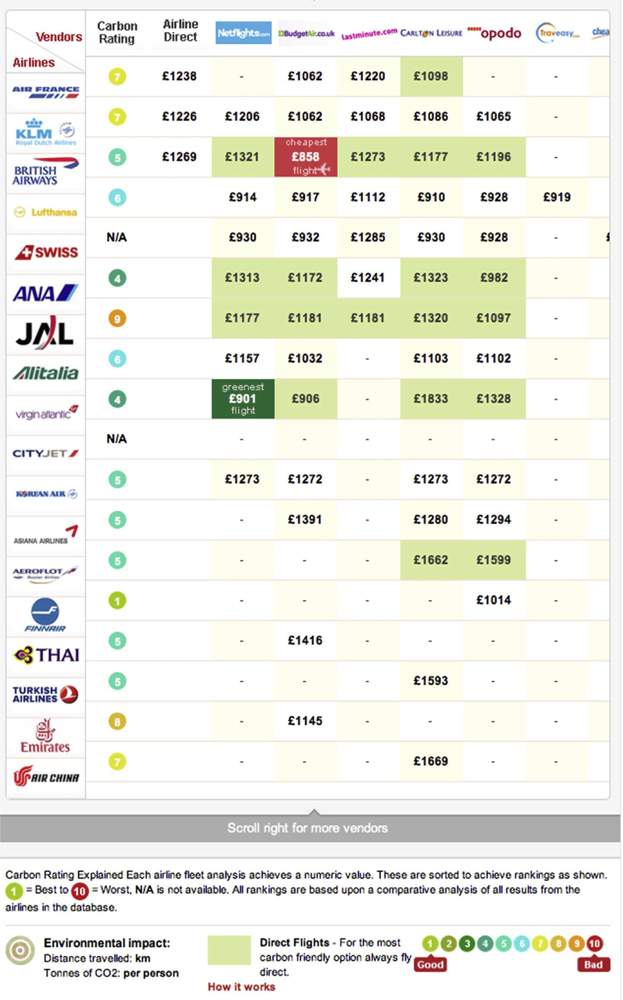 Vendors
Airlines
Carbon Rating Airline Direct Netflights.com BudgetAir.co.uk lastminute.com CARLTON LEISURE opodo Traveasy.com chea
AIR FRANCE 7 £1238 - £1062 £1220 £1098 - -
KLM Royal Dutch Airlines 7 £1226 £1206 £1062 £1068 £1086 £1065 -
BRITISH AIRWAYS 5 £1269 £1321 cheapest £858 flight £1273 £1177 £1196 -
Lufthansa 6 £914 £917 £1112 £910 £928 £919
SWISS N/A £930 £932 £1285 £930 £928 - £
ANA 4 £1313 £1172 £1241 £1323 £982 -
JAL 9 £1177 £1181 £1181 £1320 £1097 -
Alitalia 6 £1157 £1032 - £1103 £1102 -
virgin atlantic 4 greenest £901 flight £906 - £1833 £1328 -
CITYJET N/A - - - - - -
KOREAN AIR 5 £1273 £1272 - £1273 £1272 -
ASIANA AIRLINES 5 - £1391 - £1280 £1294 -
AEROFLOT Russian Airlines 5 - - - £1662 £1599 -
FINNAIR 1 - - - - £1014 -
THAI 5 - £1416 - - - -
TURKISH AIRLINES 5 - - - £1593 - -
Emirates 8 - £1145 - - - -
AIR CHINA 7 - - - £1669 - -
Scroll right for more vendors
Carbon Rating Explained Each airline fleet analysis achieves a numeric value. These are sorted to achieve rankings as shown.
1 = Best to 10 = Worst, N/A is not available. All rankings are based upon a comparative analysis of all results from the
airlines in the database.
Environmental impact:
Distance travelled: km
Tonnes of CO2: per person
Direct Flights - For the most
carbon friendly option always fly
direct.
How it works
1 2 3 4 5 6 7 8 9 10
Good Bad